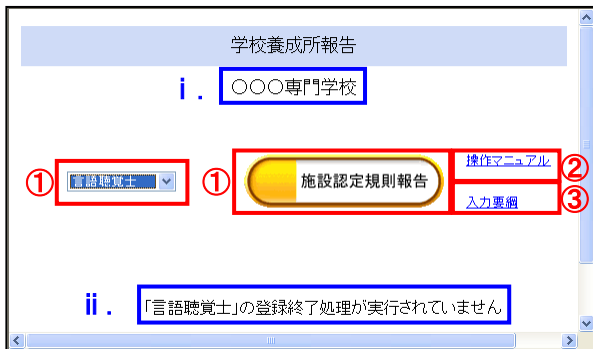 学校養成所報告
ⅰ. 〇〇〇専門学校
① 言語聴覚士 ① 施設認定規則報告 操作マニュアル ②
入力要綱 ③
ⅱ. 「言語聴覚士」の登録終了処理が実行されていません